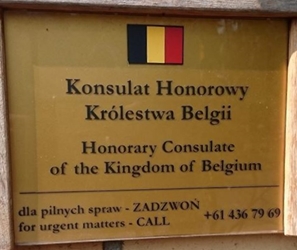 Konsulat Honorowy
Królestwa Belgii
Honorary Consulate
of the Kingdom of Belgium
dla pilnych spraw - ZADZWOŃ +61 436 79 69
for urgent matters - CALL